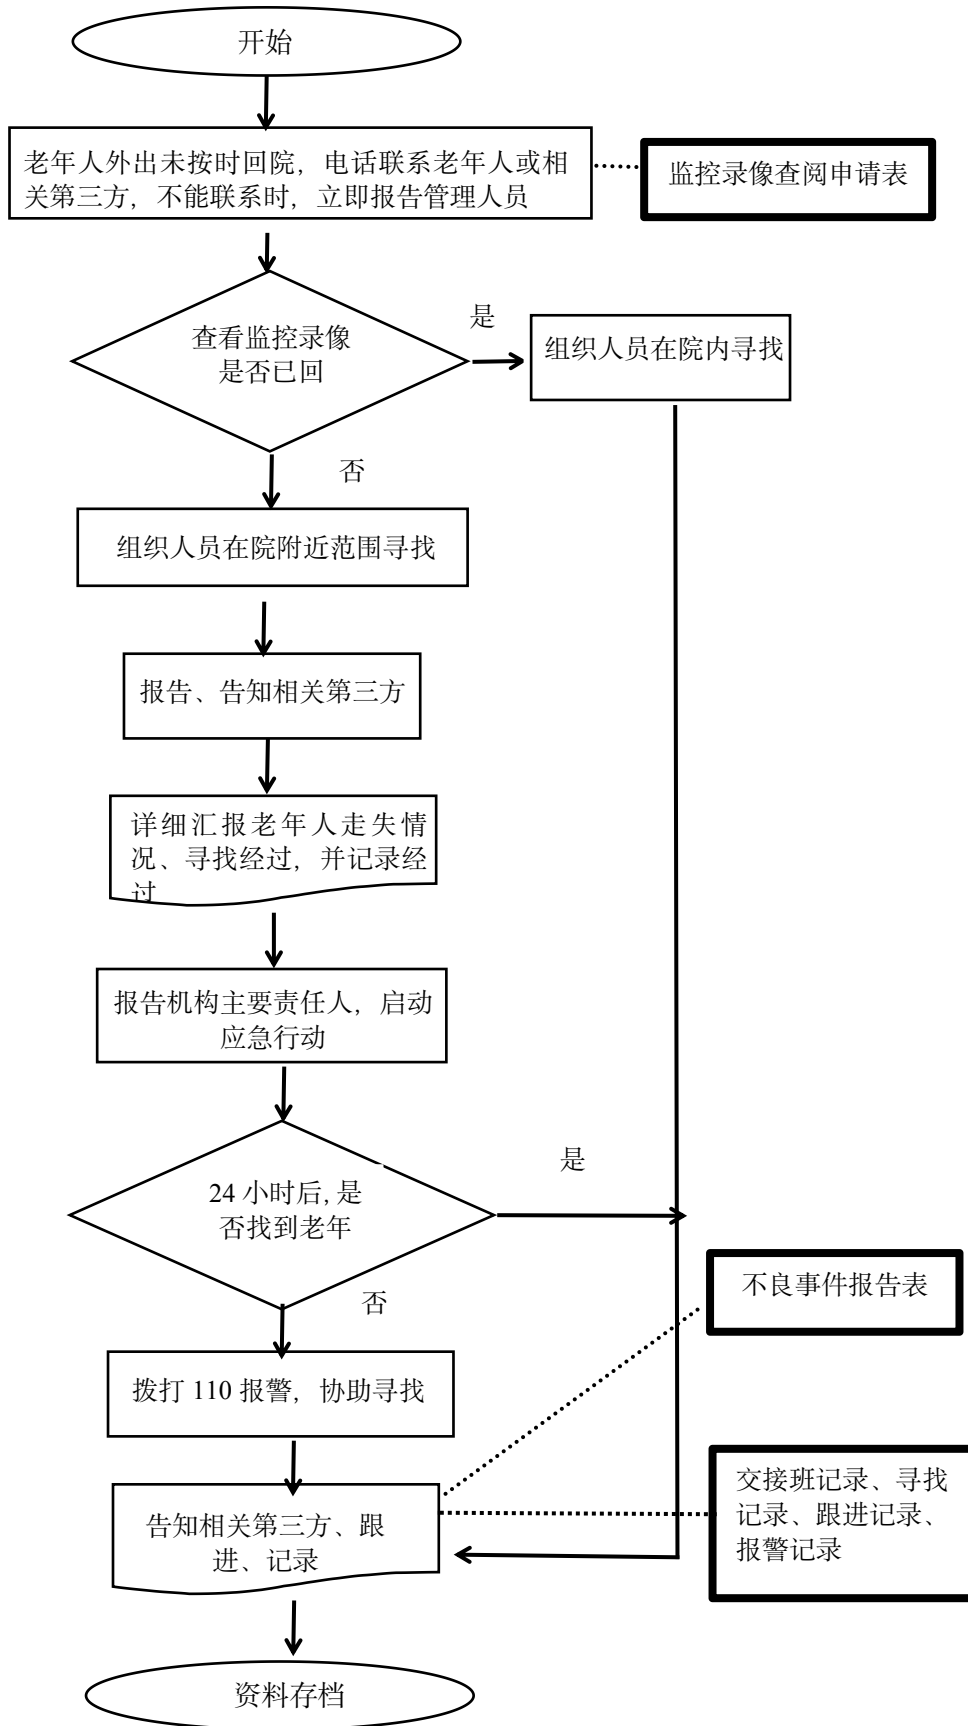 开始
老年人外出未按时回院，电话联系老年人或相
关第三方，不能联系时，立即报告管理人员
监控录像查阅申请表
查看监控录像
是否已回
是
组织人员在院内寻找
否
组织人员在院附近范围寻找
报告、告知相关第三方
详细汇报老年人走失情
况、寻找经过，并记录经
过
报告机构主要责任人，启动
应急行动
24 小时后,是
否找到老年
是
否
不良事件报告表
拨打 110 报警，协助寻找
告知相关第三方、跟
进、记录
交接班记录、寻找
记录、跟进记录、
报警记录
资料存档